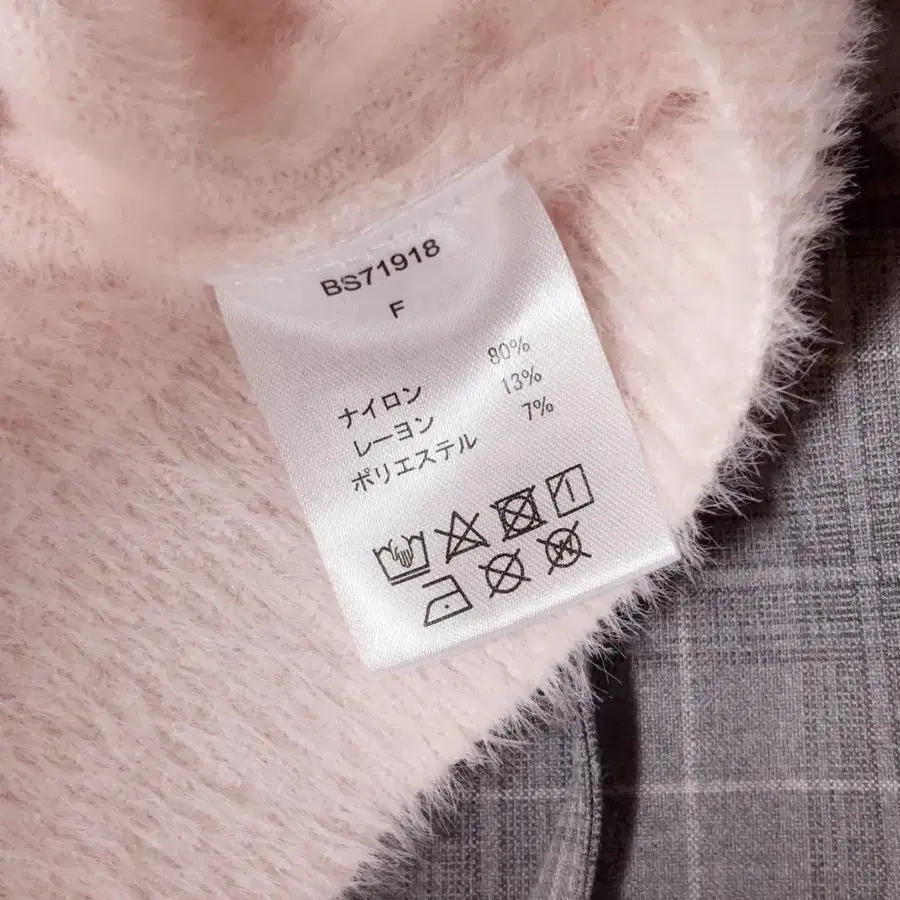 BS71918
F
ナイロン 80%
レーヨン 13%
ポリエステル 7%